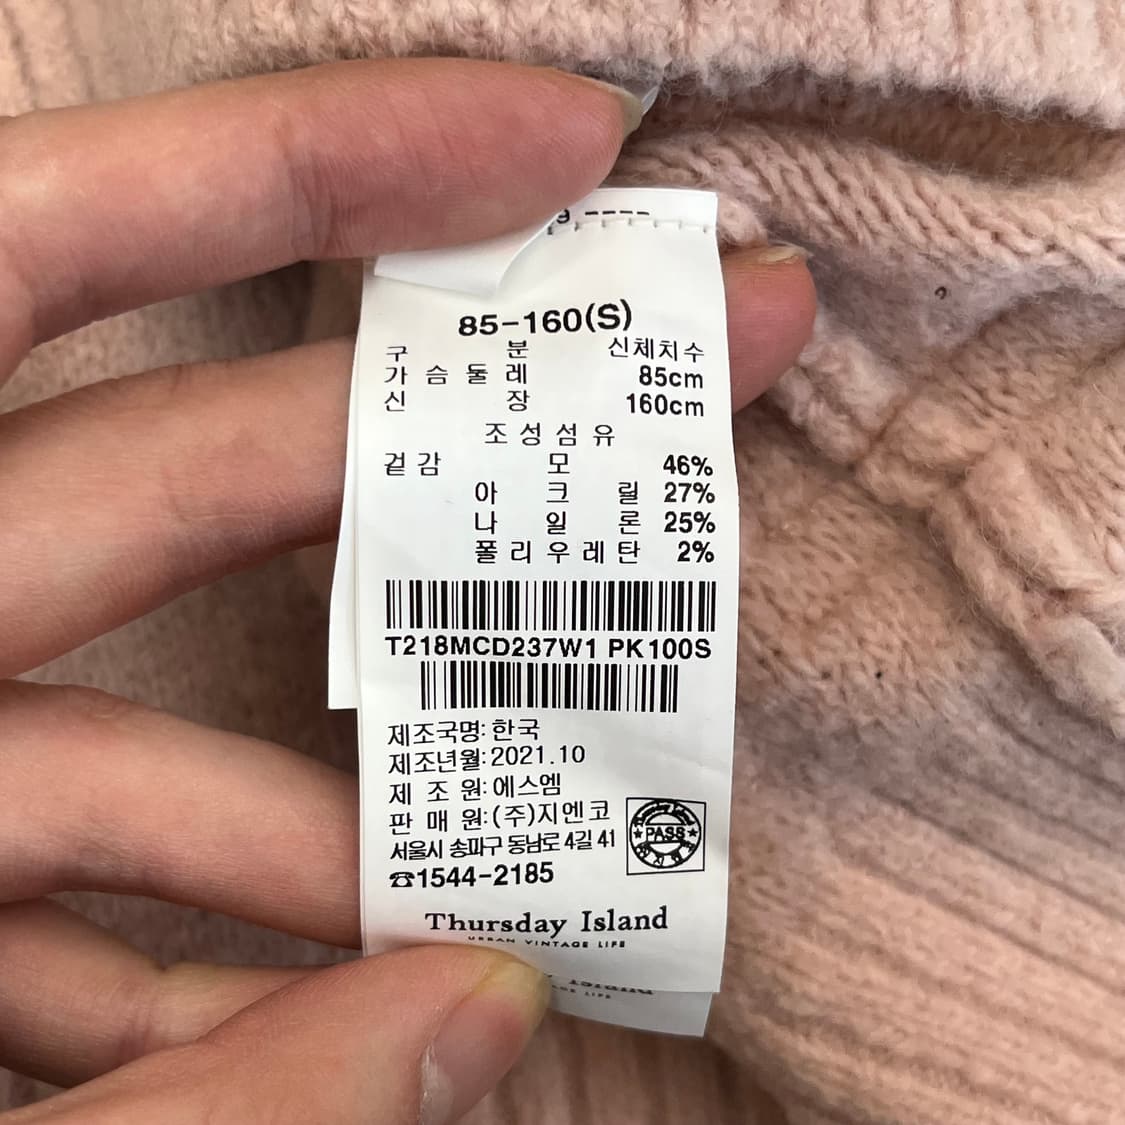 85-160(S)
구 분 신체치수
가 슴 둘 레 85cm
신 장 160cm
조 성 섬 유
겉 감 모 46%
아 크 릴 27%
나 일 론 25%
폴 리 우 레 탄 2%
T218MCD237W1 PK100S
제조국명: 한국
제조년월: 2021.10
제 조 원: 에스엠
판 매 원: (주)지엔코
서울시 송파구 동남로 4길 41
☎1544-2185
PASS
Thursday Island
URBAN VINTAGE LIFE
Island
LIFE